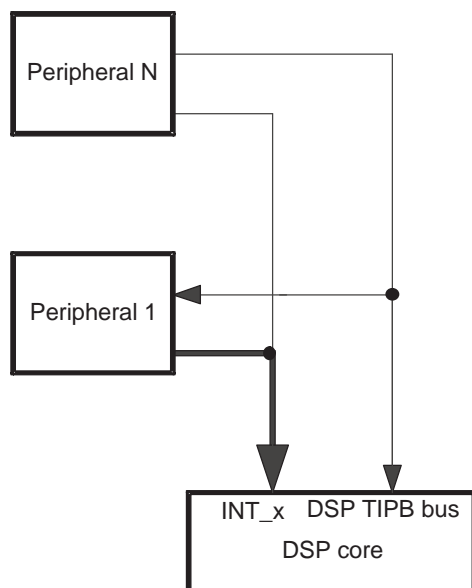 Peripheral N
Peripheral 1
INT_x DSP TIPB bus
DSP core